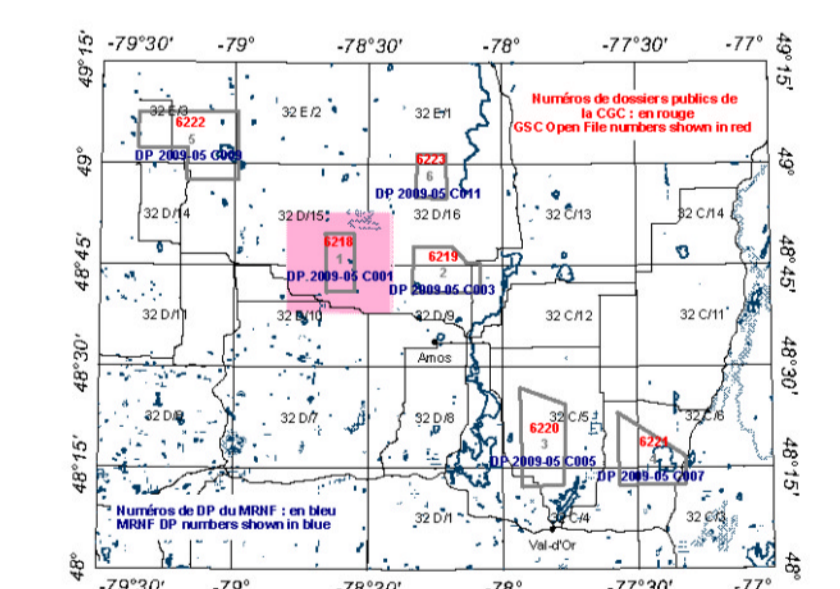 -79°30' -79° -78°30' -78° -77°30' -77°
49°15' 49°15'
32 E/3 32 E/2 32 E/1
Numéros de dossiers publics de
la CGC : en rouge
GSC Open File numbers shown in red
6222
5
DP 2009-05 C009
49° 49°
6223
6
DP 2009-05 C011
32 D/14 32 D/15 32 D/16 32 C/13 32 C/14
6218
1
DP 2009-05 C001
6219
2
DP 2009-05 C003
48°45' 48°45'
32 D/11 32 D/10 32 D/9 32 C/12 32 C/11
Amos
48°30' 48°30'
32 D/7 32 D/8 32 C/5 32 C/6
6220
3
DP 2009-05 C005
6221
DP 2009-05 C007
48°15' 48°15'
Numéros de DP du MRNF : en bleu
MRNF DP numbers shown in blue
32 D/1 32 C/4 32 C/3
Val-d'Or
48° 48°
-79°30' -79° -78°30' -78° -77°30' -77°